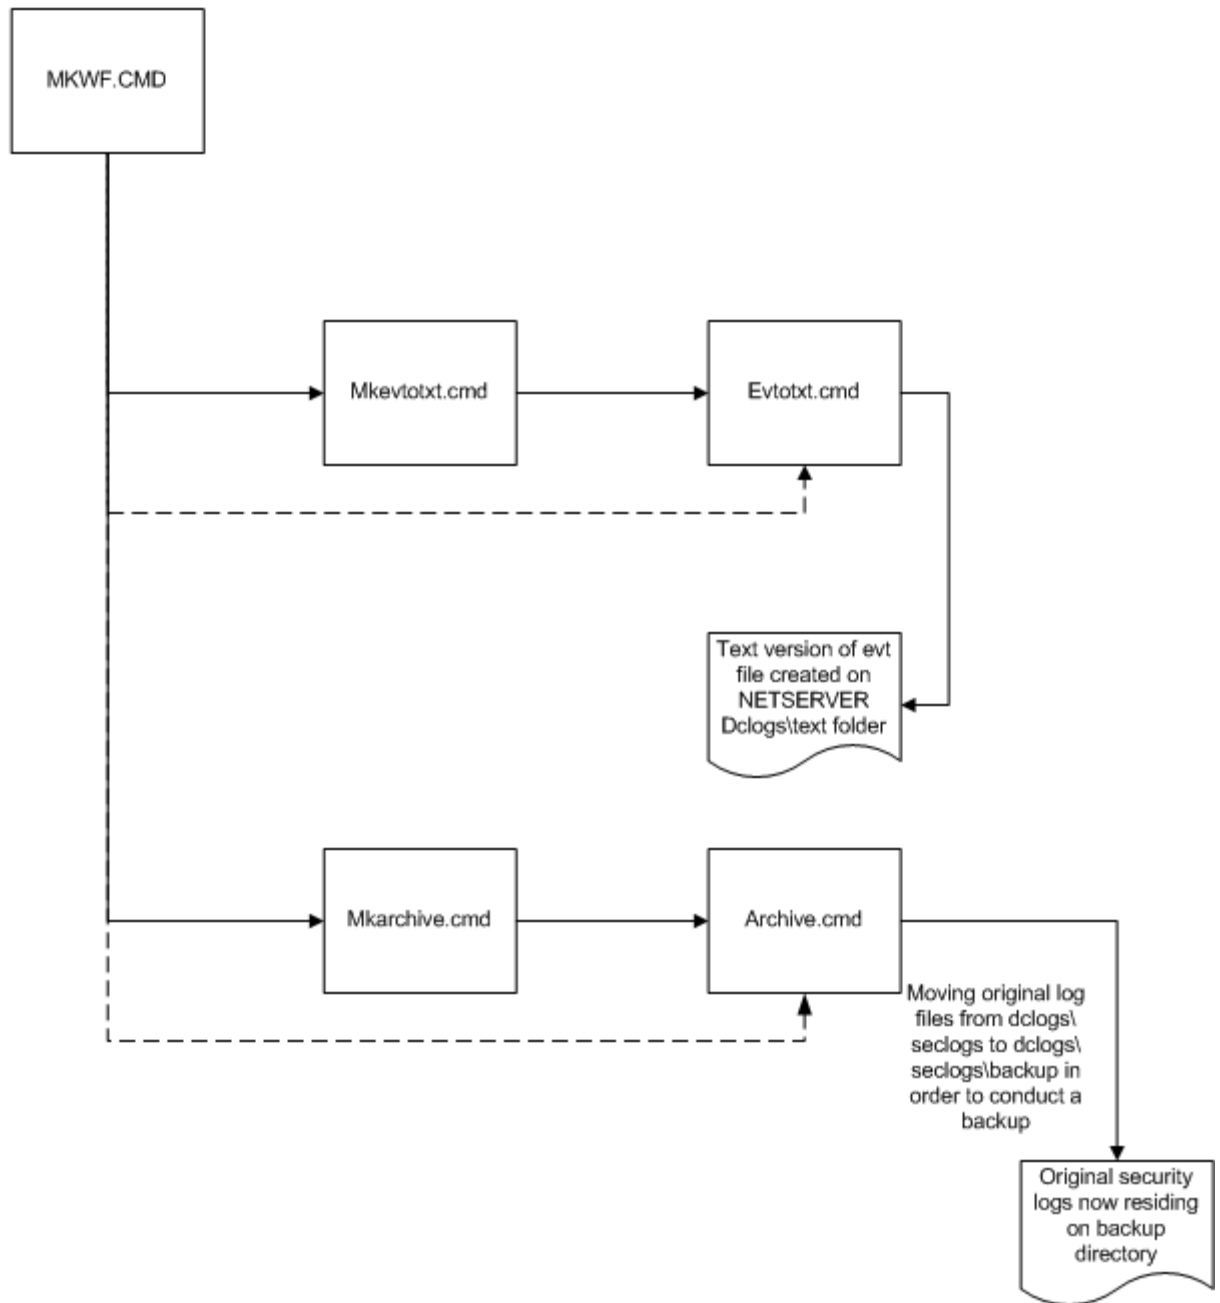 MKWF.CMD
Mkevtotxt.cmd
Evtotxt.cmd
Text version of evt
file created on
NETSERVER
Dclogs\text folder
Mkarchive.cmd
Archive.cmd
Moving original log
files from dclogs\
seclogs to dclogs\
seclogs\backup in
order to conduct a
backup
Original security
logs now residing
on backup
directory